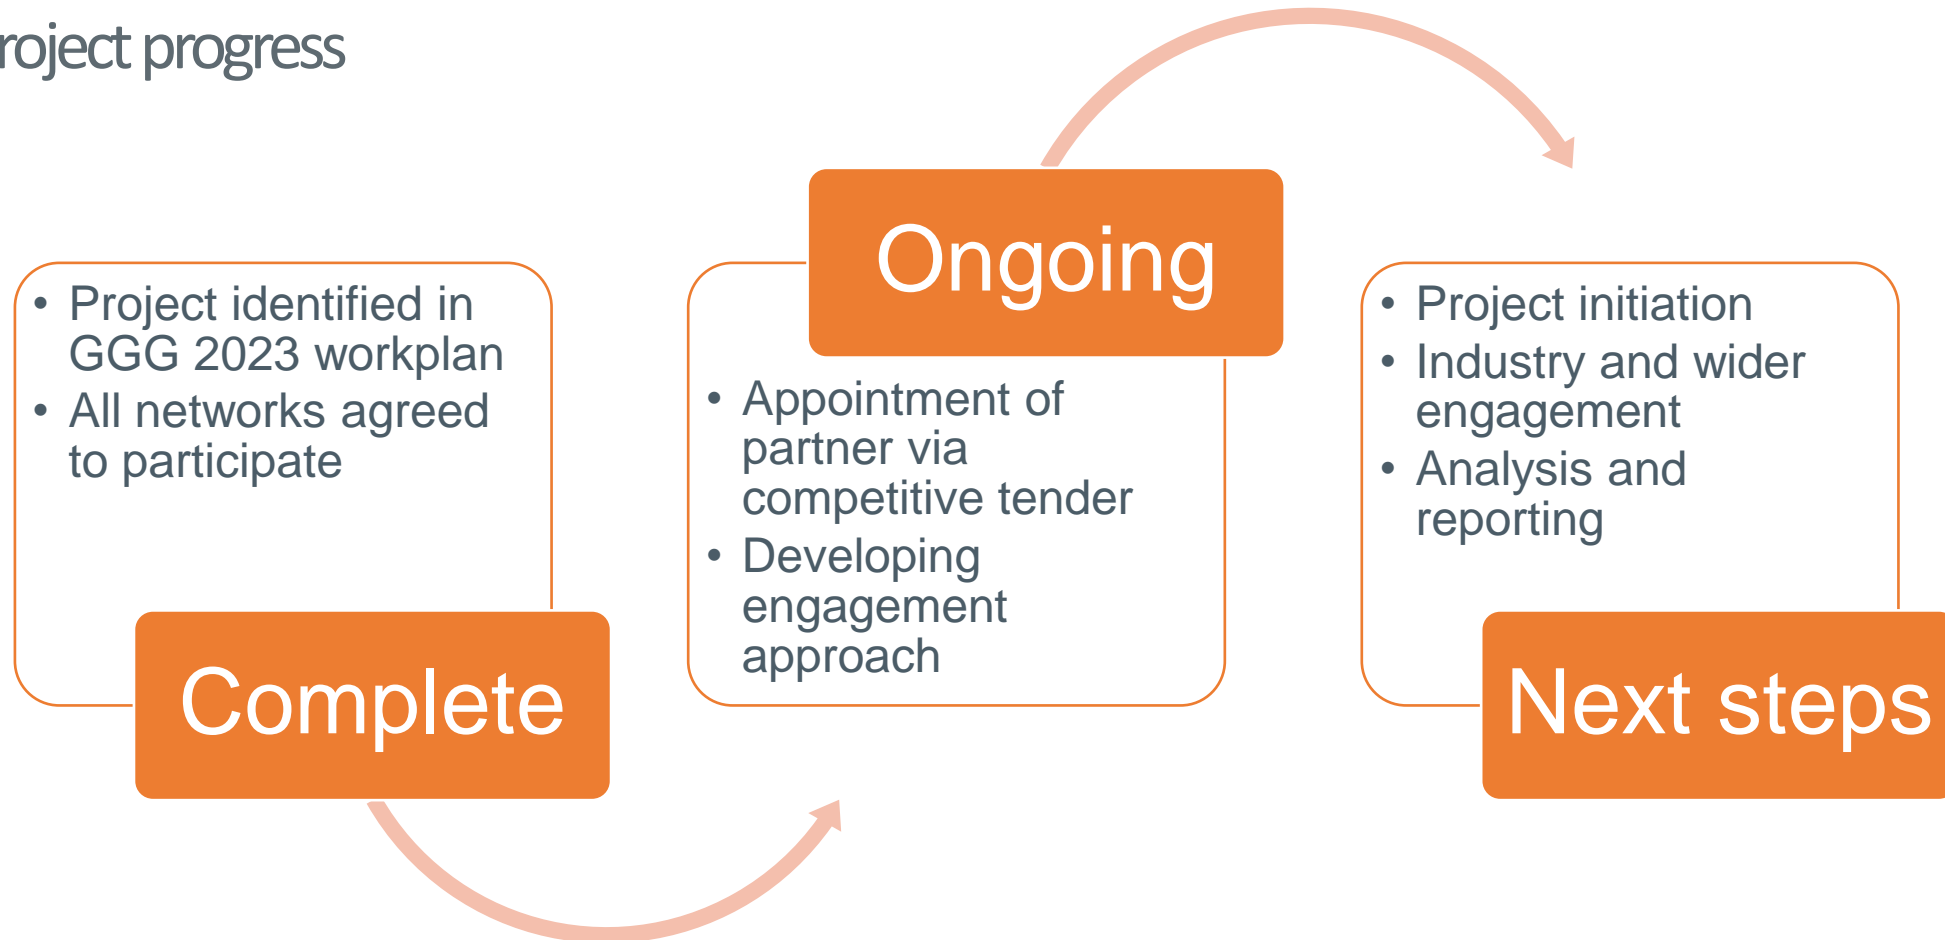 roject progress
• Project identified in
GGG 2023 workplan
• All networks agreed
to participate
Complete
Ongoing
• Appointment of
partner via
competitive tender
• Developing
engagement
approach
• Project initiation
• Industry and wider
engagement
• Analysis and
reporting
Next steps